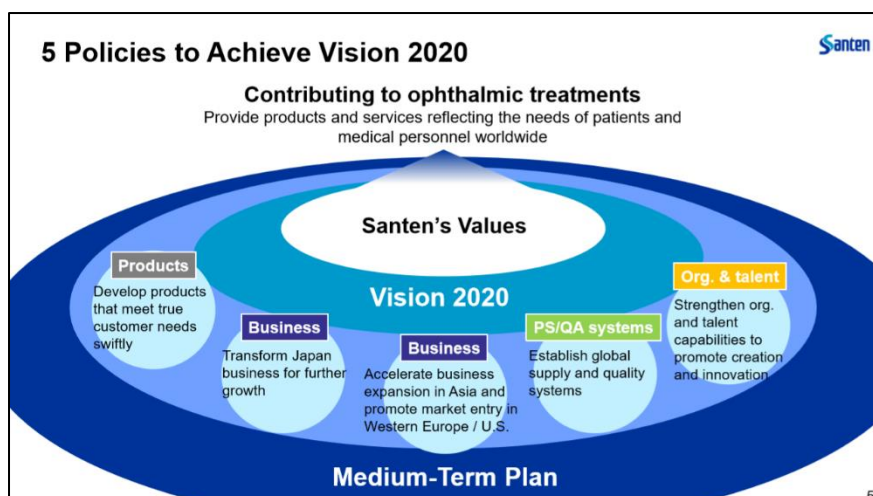 5 Policies to Achieve Vision 2020
Santen
Contributing to ophthalmic treatments
Provide products and services reflecting the needs of patients and
medical personnel worldwide
Santen's Values
Vision 2020
Products
Develop products
that meet true
customer needs
swiftly
Business
Transform Japan
business for further
growth
Business
Accelerate business
expansion in Asia and
promote market entry in
Western Europe / U.S.
PS/QA systems
Establish global
supply and quality
systems
Org. & talent
Strengthen org.
and talent
capabilities to
promote creation
and innovation
Medium-Term Plan
5